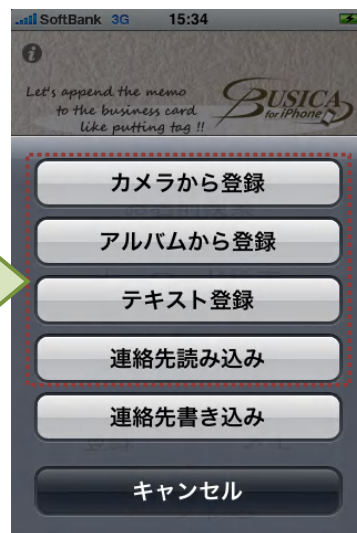 SoftBank 3G 15:34
Let's append the memo
to the business card
like putting tag !!
BUSICA
for iPhone
カメラから登録
アルバムから登録
テキスト登録
連絡先読み込み
連絡先書き込み
キャンセル